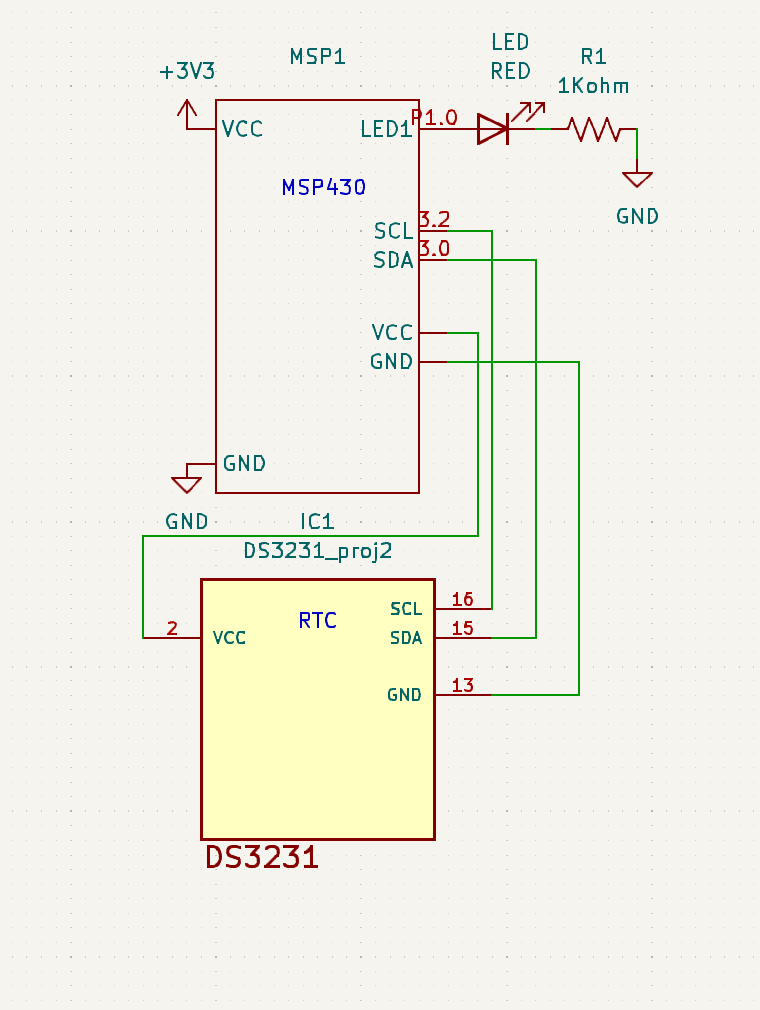 LED
MSP1
R1
+3V3
RED
1Kohm
VCC
LED1
P1.0
MSP430
GND
SCL
3.2
SDA
3.0
VCC
GND
GND
GND
IC1
DS3231_proj2
SCL
16
RTC
2
VCC
SDA
15
GND
13
DS3231